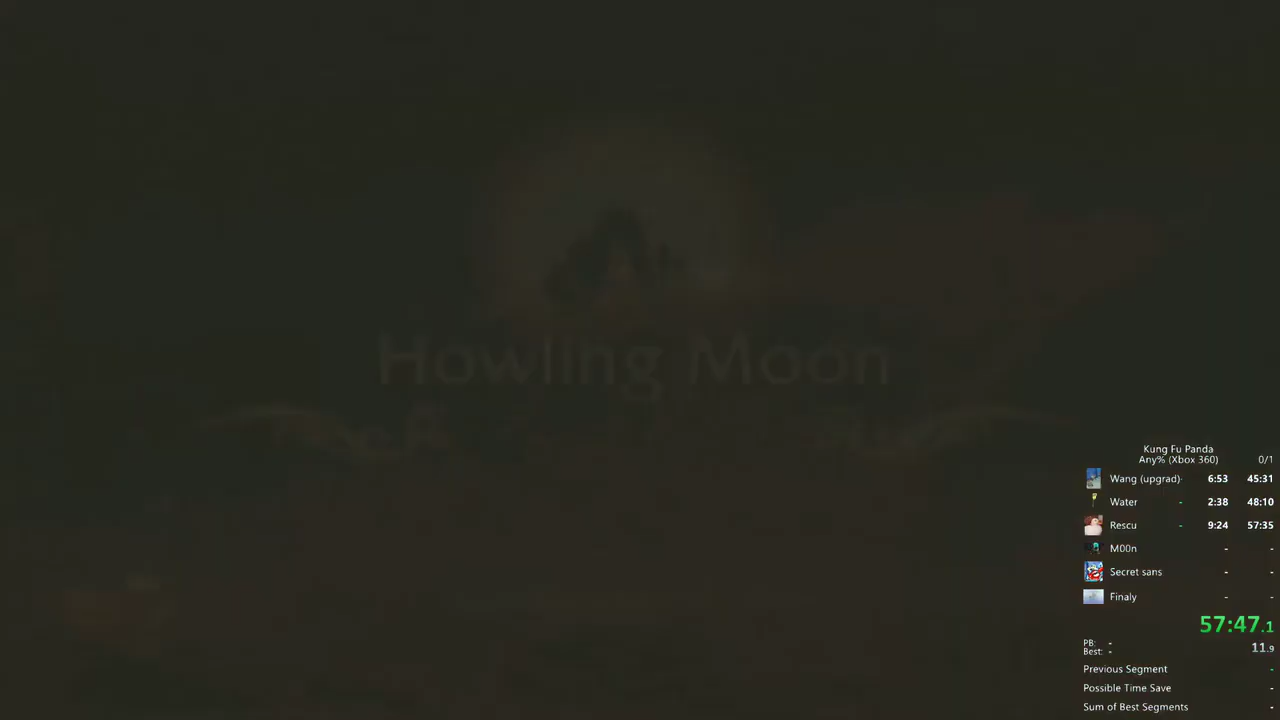 Howling Moon
Kung Fu Panda
Any% (Xbox 360) 0/1
Wang (upgrad)· 6:53 45:31
Water - 2:38 48:10
Rescu - 9:24 57:35
M00n - -
Secret sans - -
Finaly - -
57:47.1
PB: -
Best: - 11.9
Previous Segment -
Possible Time Save -
Sum of Best Segments -